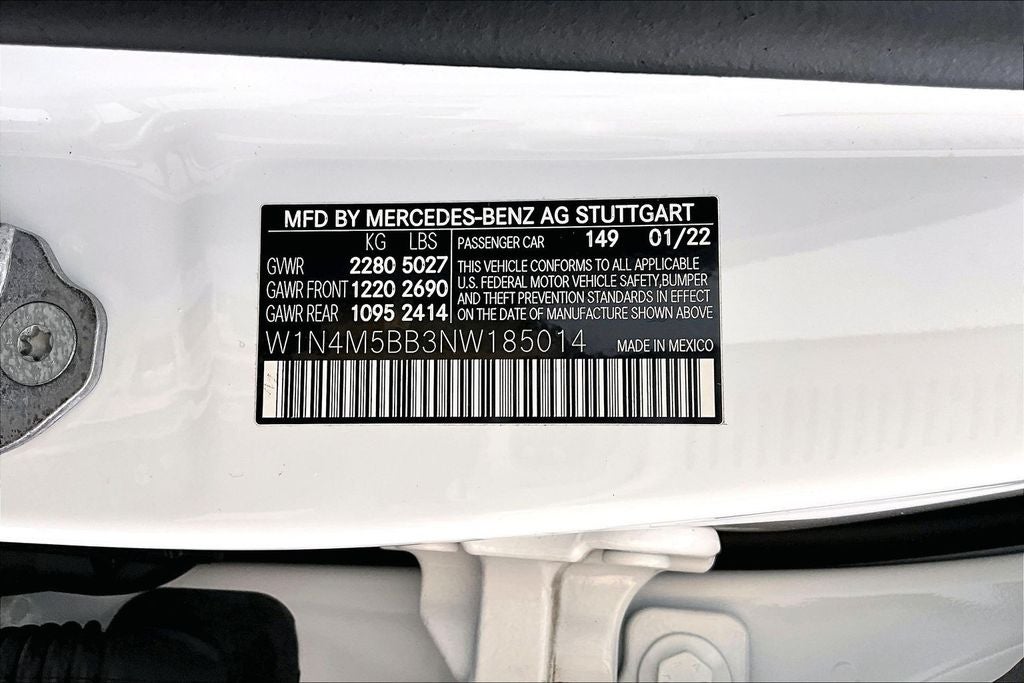 MFD BY MERCEDES-BENZ AG STUTTGART
KG LBS
GVWR 2280 5027
GAWR FRONT 1220 2690
GAWR REAR 1095 2414
PASSENGER CAR 149 01/22
THIS VEHICLE CONFORMS TO ALL APPLICABLE
U.S. FEDERAL MOTOR VEHICLE SAFETY,BUMPER
AND THEFT PREVENTION STANDARDS IN EFFECT
ON THE DATE OF MANUFACTURE SHOWN ABOVE
W1N4M5BB3NW185014 MADE IN MEXICO